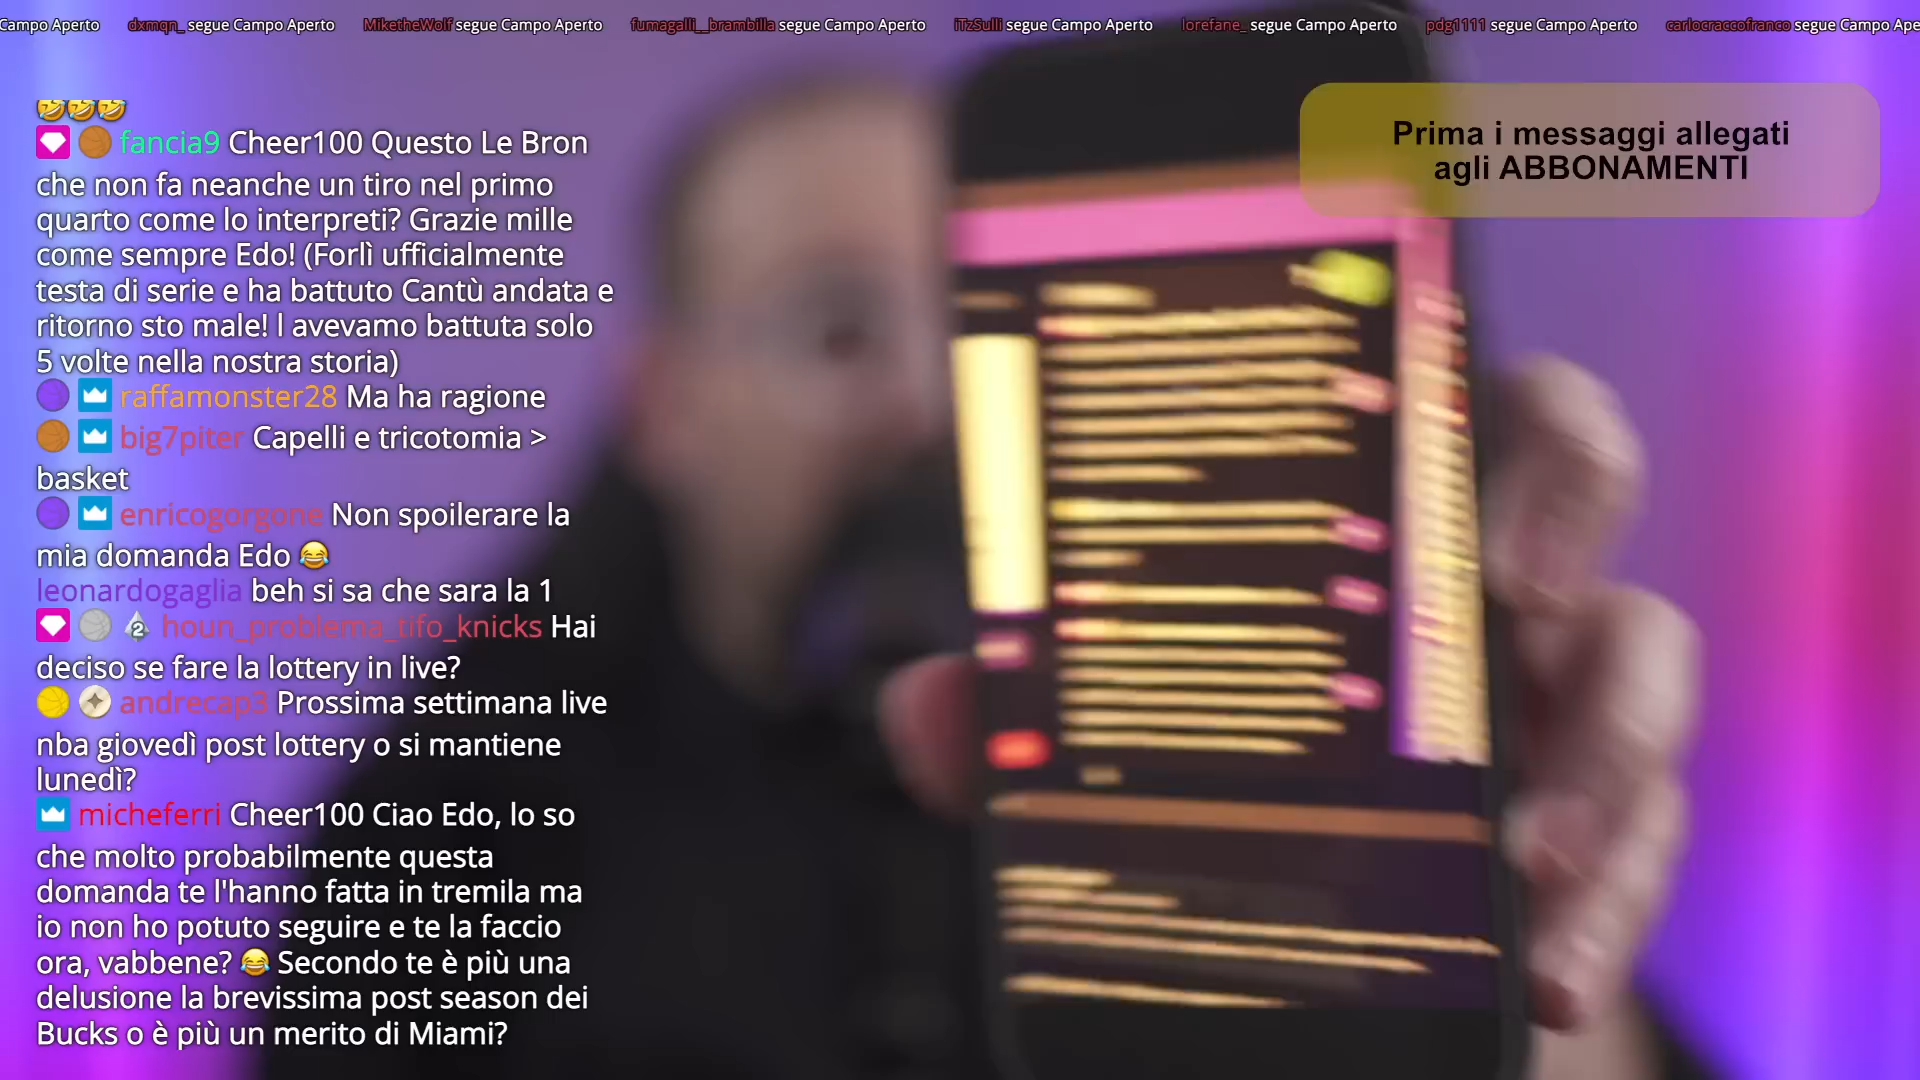 Campo Aperto dxmqn_ segue Campo Aperto MiketheWolf segue Campo Aperto fumagalli__brambilla segue Campo Aperto iTzSulli segue Campo Aperto lorefane_ segue Campo Aperto pdg1111 segue Campo Aperto carlocraccofranco segue Campo Ape
Prima i messaggi allegati
agli ABBONAMENTI
🤣🤣🤣
fancia9 Cheer100 Questo Le Bron
che non fa neanche un tiro nel primo
quarto come lo interpreti? Grazie mille
come sempre Edo! (Forlì ufficialmente
testa di serie e ha battuto Cantù andata e
ritorno sto male! l avevamo battuta solo
5 volte nella nostra storia)
raffamonster28 Ma ha ragione
big7piter Capelli e tricotomia >
basket
enricogorgone Non spoilerare la
mia domanda Edo 😂
leonardogaglia beh si sa che sara la 1
2 houn_problema_tifo_knicks Hai
deciso se fare la lottery in live?
andrecap3 Prossima settimana live
nba giovedì post lottery o si mantiene
lunedì?
micheferri Cheer100 Ciao Edo, lo so
che molto probabilmente questa
domanda te l'hanno fatta in tremila ma
io non ho potuto seguire e te la faccio
ora, vabbene? 😂 Secondo te è più una
delusione la brevissima post season dei
Bucks o è più un merito di Miami?